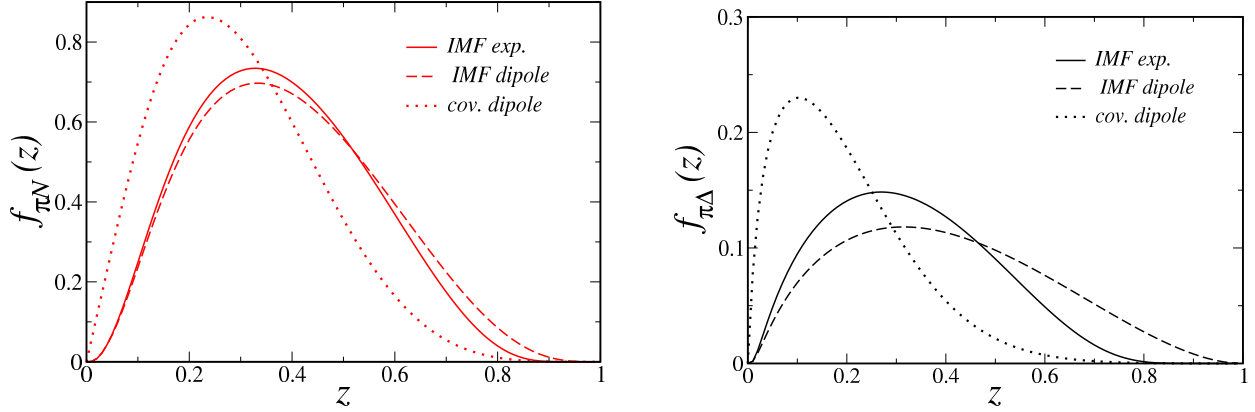 0.8
0.6
0.4
0.2
0
f_{πN}(z)
IMF exp.
IMF dipole
cov. dipole
0 0.2 0.4 0.6 0.8 1
z
0.3
0.2
0.1
0
f_{πΔ}(z)
IMF exp.
IMF dipole
cov. dipole
0 0.2 0.4 0.6 0.8 1
z